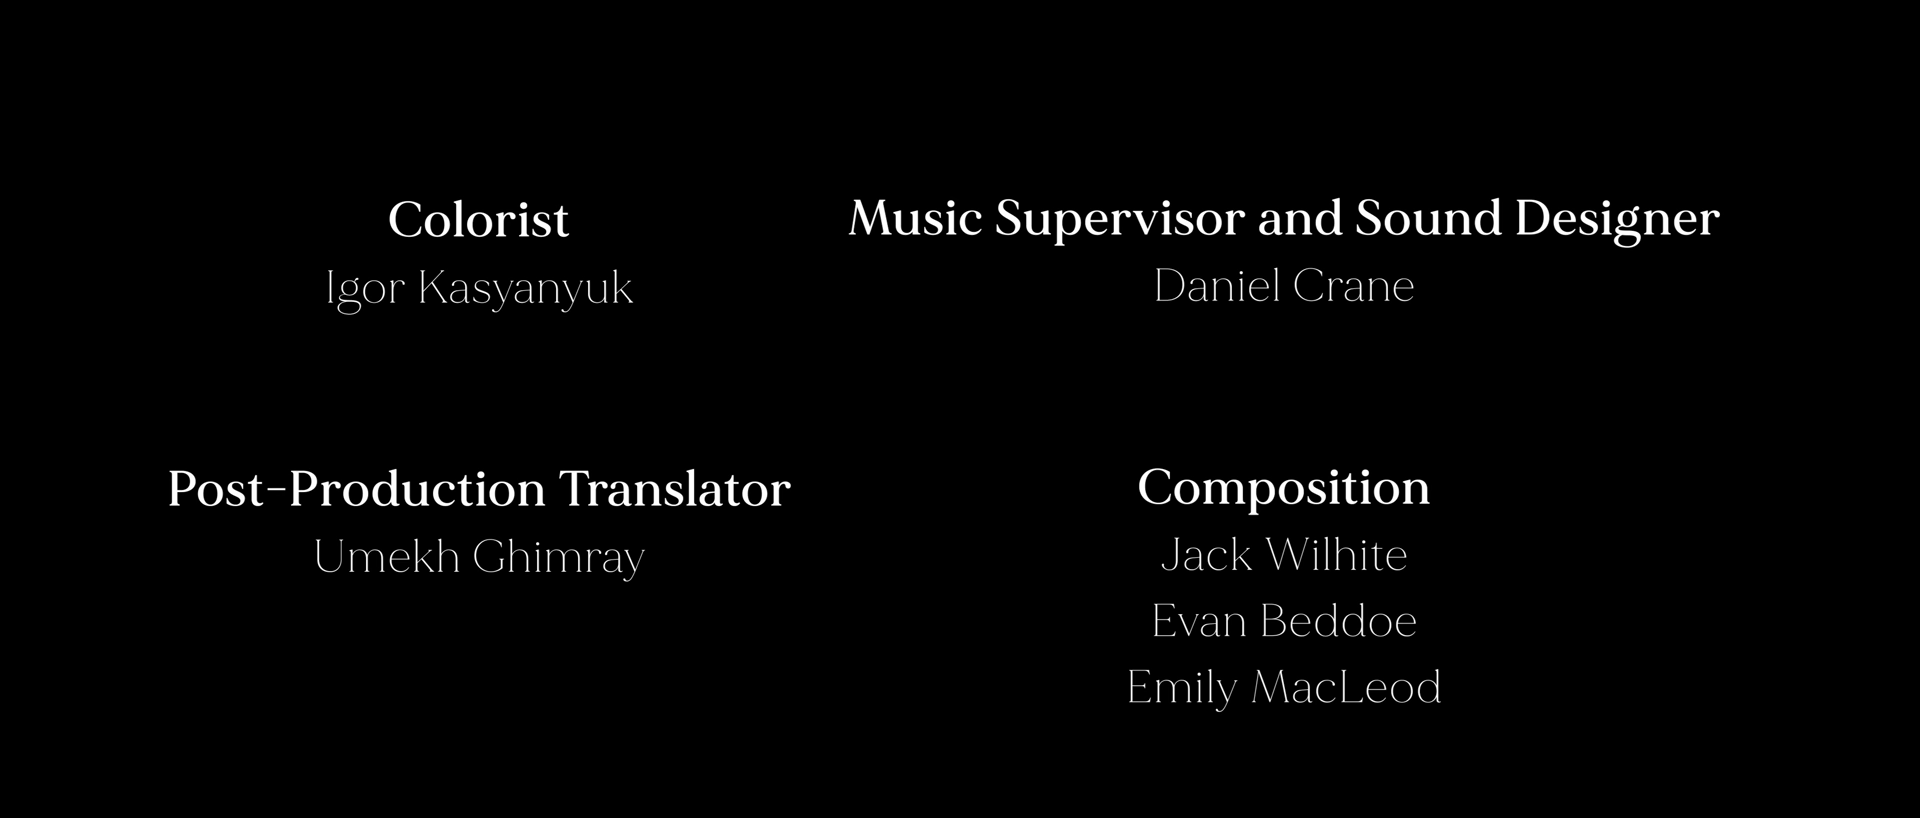 Colorist
Igor Kasyanyuk
Music Supervisor and Sound Designer
Daniel Crane
Post-Production Translator
Umekh Ghimray
Composition
Jack Wilhite
Evan Beddoe
Emily MacLeod